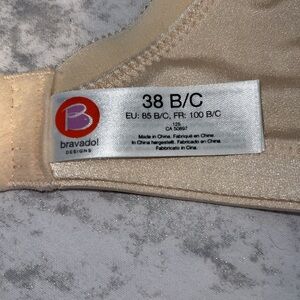 B
bravado!
DESIGNS
38 B/C
EU: 85 B/C, FR: 100 B/C
125
CA 50897
Made in China. Fabriqué en Chine.
In China hergestellt. Fabricado en China.
Fabbricato in Cina.